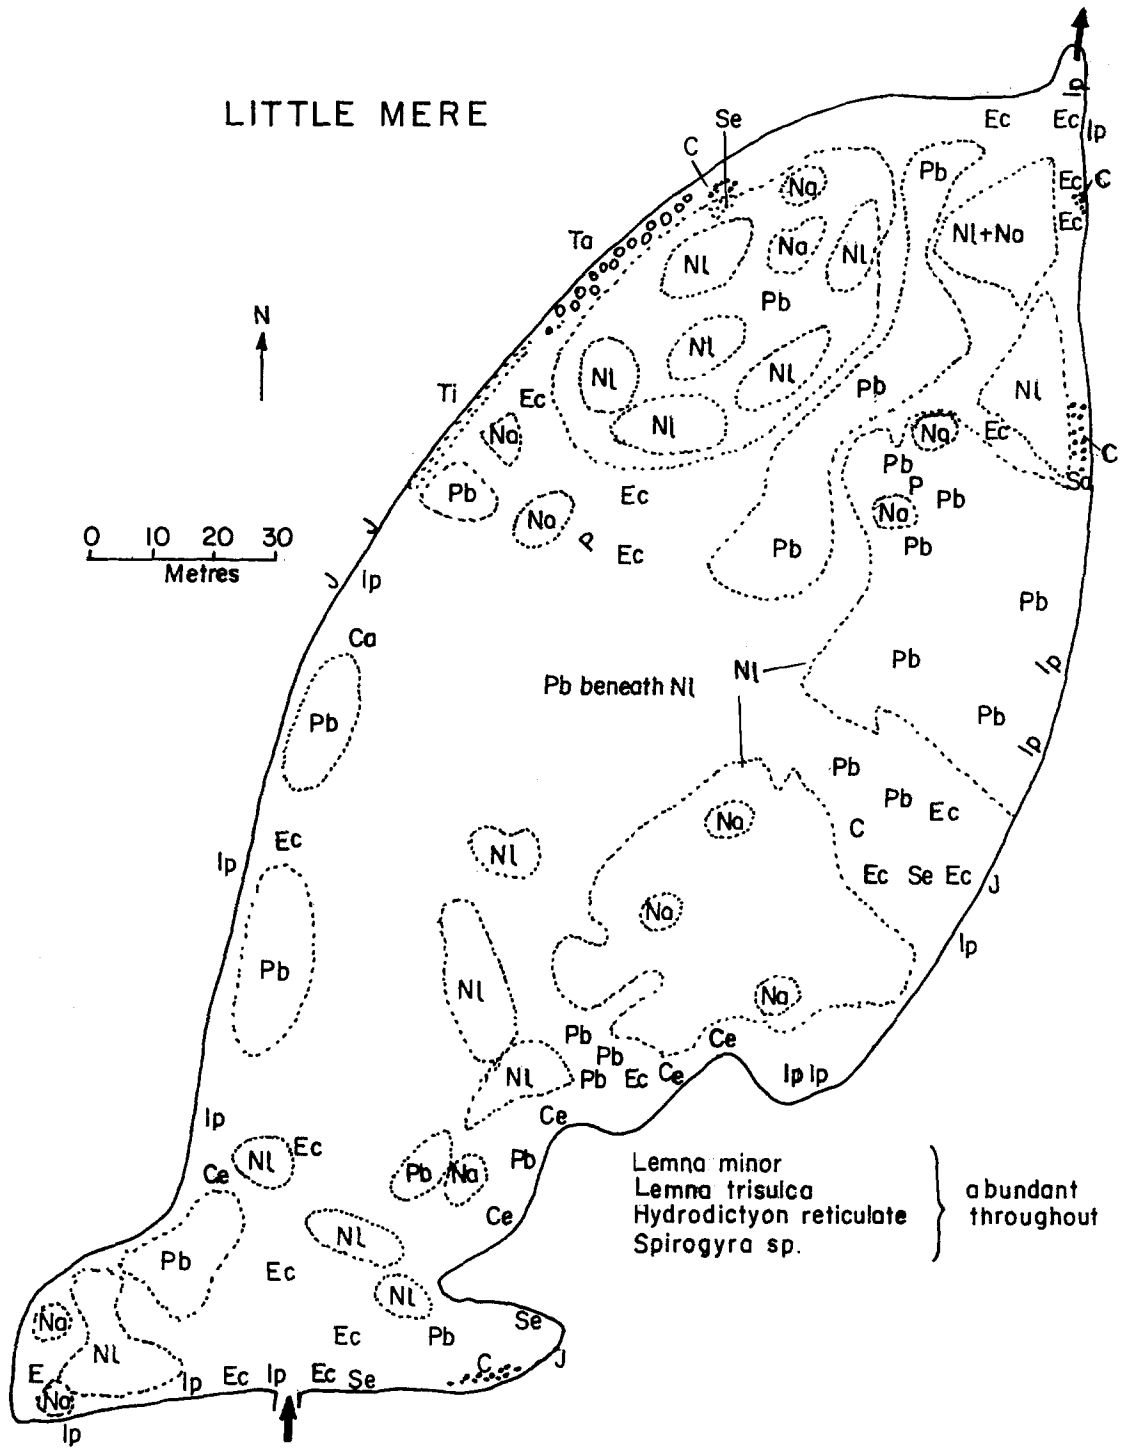 Ip
LITTLE MERE
Se
Ec Ec Ip
C
Pb
Na
Ec C
Ta
Nl
Na
Nl
Nl+Na
Ec
N
Pb
Nl
Nl
Nl
Pb
Nl
Ti
Ec
Nl
Na
Na
Ec
C
Pb
Pb
Ec
P
Pb
Sa
Na
Na
J
P
Ec
Pb
Pb
0 10 20 30
Metres
J
Ip
Pb
Ca
Pb
Ip
Nl
Pb beneath Nl
Pb
Pb
Ip
Pb
Pb
Ec
Na
C
Ec
Nl
Ip
Ec Se Ec J
Na
Ip
Pb
Nl
Na
Pb
Ce
Pb
Nl
Pb Ec Ce
Ip Ip
Ip
Ce
Ec
Nl
Pb
Ce
Pb
Na
Lemna minor
Lemna trisulca
Hydrodictyon reticulate
Spirogyra sp.
abundant
throughout
Ce
Nl
Pb
Ec
Nl
Na
Se
Ec
Pb
Nl
J
C
E
Ip
Ec
Ip
Ec
Se
Na
Ip